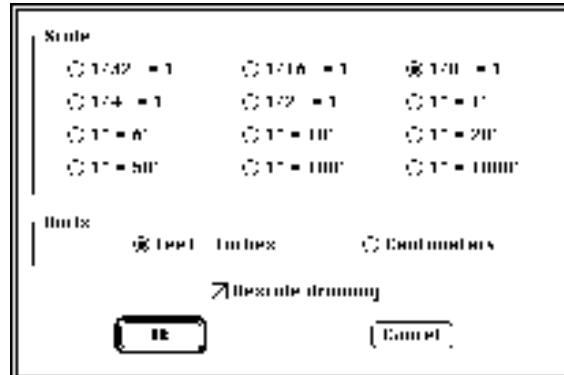 Scale
1/32 = 1 1/16 = 1 1/8 = 1
1/4 = 1 1/2 = 1 1" = 1'
1" = 6' 1" = 10' 1" = 20'
1" = 50' 1" = 100' 1" = 1000'
Units
Feet Inches Centimeters
Rescale drawing
OK Cancel